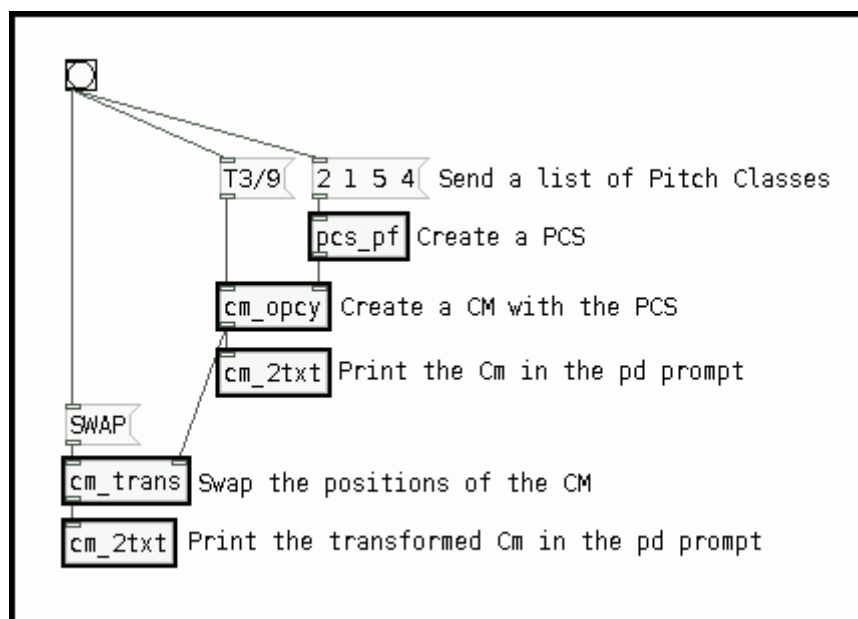 T3/9 2 1 5 4 Send a list of Pitch Classes
pcs_pf Create a PCS
cm_opcy Create a CM with the PCS
cm_2txt Print the Cm in the pd prompt
SWAP
cm_trans Swap the positions of the CM
cm_2txt Print the transformed Cm in the pd prompt